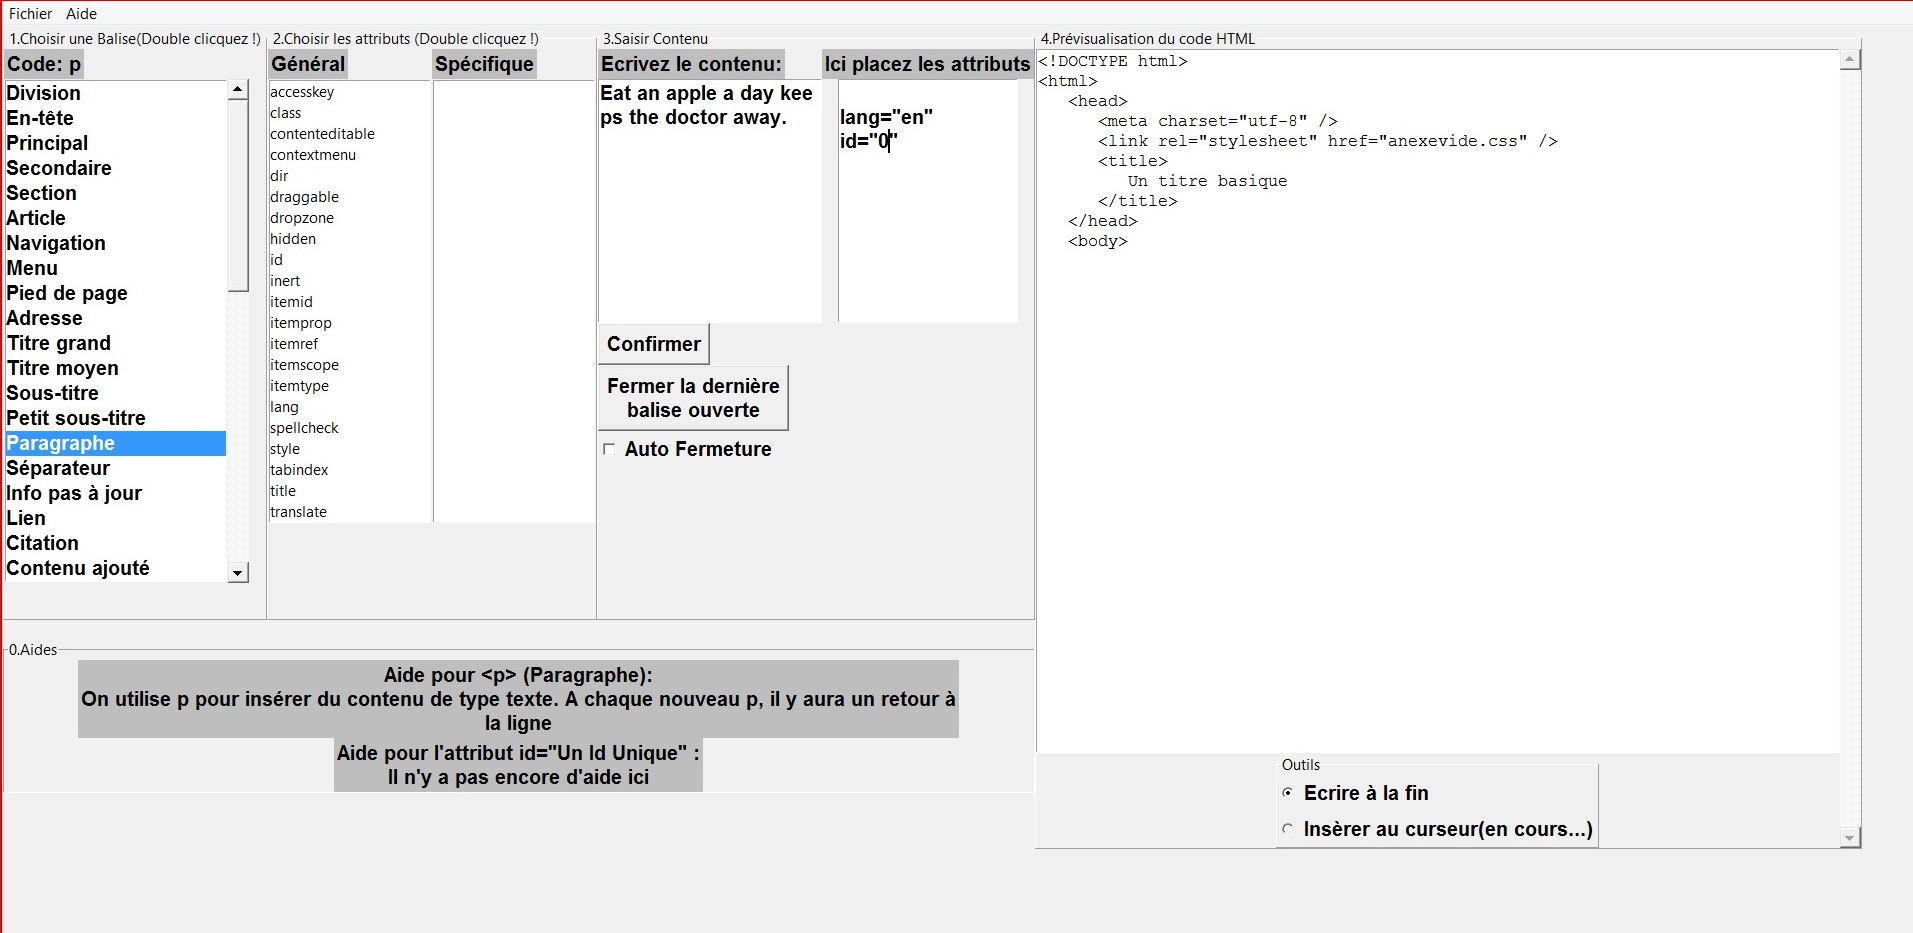 Fichier Aide
1.Choisir une Balise(Double clicquez !)
Code: p
Division
En-tête
Principal
Secondaire
Section
Article
Navigation
Menu
Pied de page
Adresse
Titre grand
Titre moyen
Sous-titre
Petit sous-titre
Paragraphe
Séparateur
Info pas à jour
Lien
Citation
Contenu ajouté
2.Choisir les attributs (Double clicquez !)
Général
accesskey
class
contenteditable
contextmenu
dir
draggable
dropzone
hidden
id
inert
itemid
itemprop
itemref
itemscope
itemtype
lang
spellcheck
style
tabindex
title
translate
Spécifique
3.Saisir Contenu
Ecrivez le contenu:
Eat an apple a day kee
ps the doctor away.
Ici placez les attributs
lang="en"
id="0"
Confirmer
Fermer la dernière
balise ouverte
Auto Fermeture
4.Prévisualisation du code HTML
<!DOCTYPE html>
<html>
<head>
<meta charset="utf-8" />
<link rel="stylesheet" href="anexevide.css" />
<title>
Un titre basique
</title>
</head>
<body>
0.Aides
Aide pour <p> (Paragraphe):
On utilise p pour insérer du contenu de type texte. A chaque nouveau p, il y aura un retour à
la ligne
Aide pour l'attribut id="Un Id Unique" :
Il n'y a pas encore d'aide ici
Outils
Ecrire à la fin
Insèrer au curseur(en cours...)